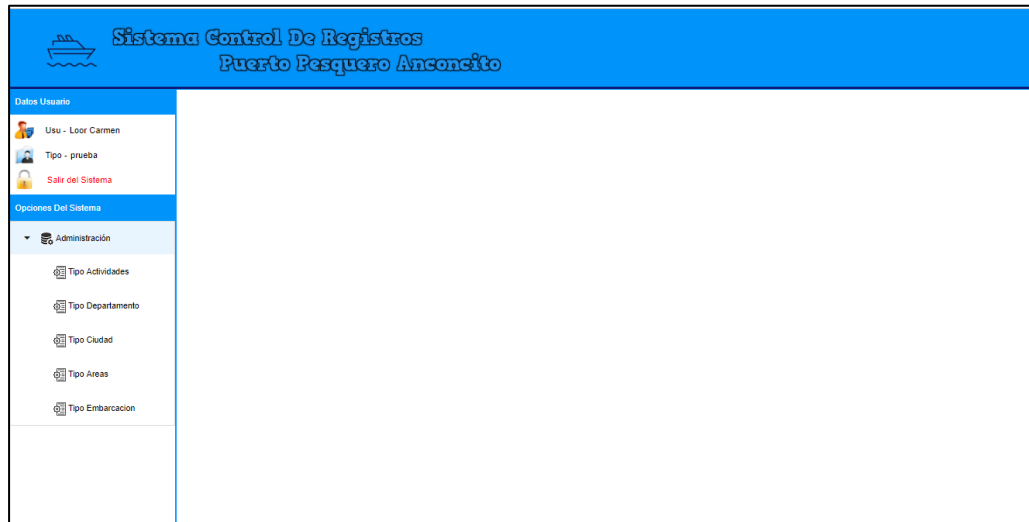 Sistema Control De Registros
Puerto Pesquero Anconcito
Datos Usuario
Usu - Loor Carmen
Tipo - prueba
Salir del Sistema
Opciones Del Sistema
Administración
Tipo Actividades
Tipo Departamento
Tipo Ciudad
Tipo Areas
Tipo Embarcacion